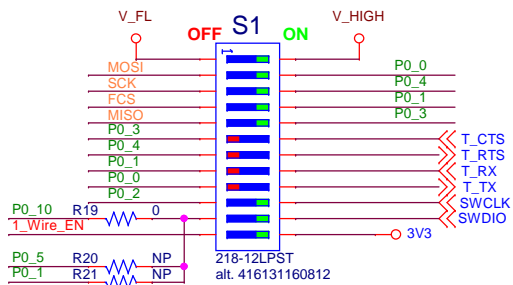 V_FL S1 V_HIGH
OFF ON
1
MOSI P0_0
SCK P0_4
FCS P0_1
MISO P0_3
P0_3 T_CTS
P0_4 T_RTS
P0_1 T_RX
P0_0 T_TX
P0_2 SWCLK
P0_10 R19 0 SWDIO
1_Wire_EN 3V3
P0_5 R20 NP 218-12LPST
P0_1 R21 NP alt. 416131160812